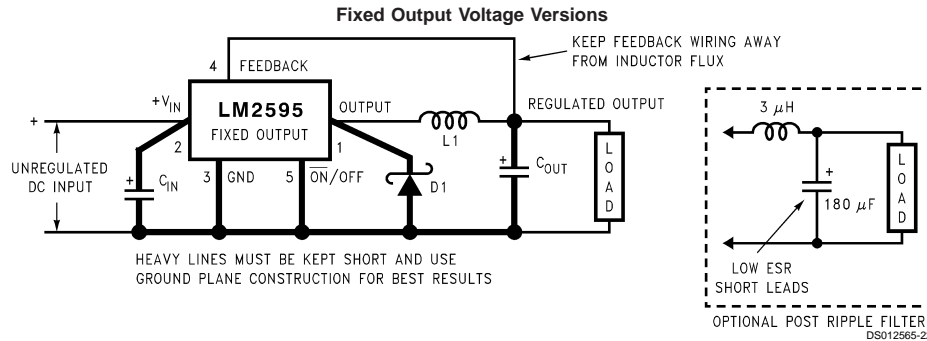 Fixed Output Voltage Versions
KEEP FEEDBACK WIRING AWAY
FROM INDUCTOR FLUX
4 FEEDBACK
+VIN
LM2595
FIXED OUTPUT
OUTPUT
REGULATED OUTPUT
+
2
1
L1
UNREGULATED
DC INPUT
+
CIN
3 GND
5 ON/OFF
D1
+
COUT
LOAD
HEAVY LINES MUST BE KEPT SHORT AND USE
GROUND PLANE CONSTRUCTION FOR BEST RESULTS
3 μH
+
180 μF
LOAD
LOW ESR
SHORT LEADS
OPTIONAL POST RIPPLE FILTER
DS012565-2